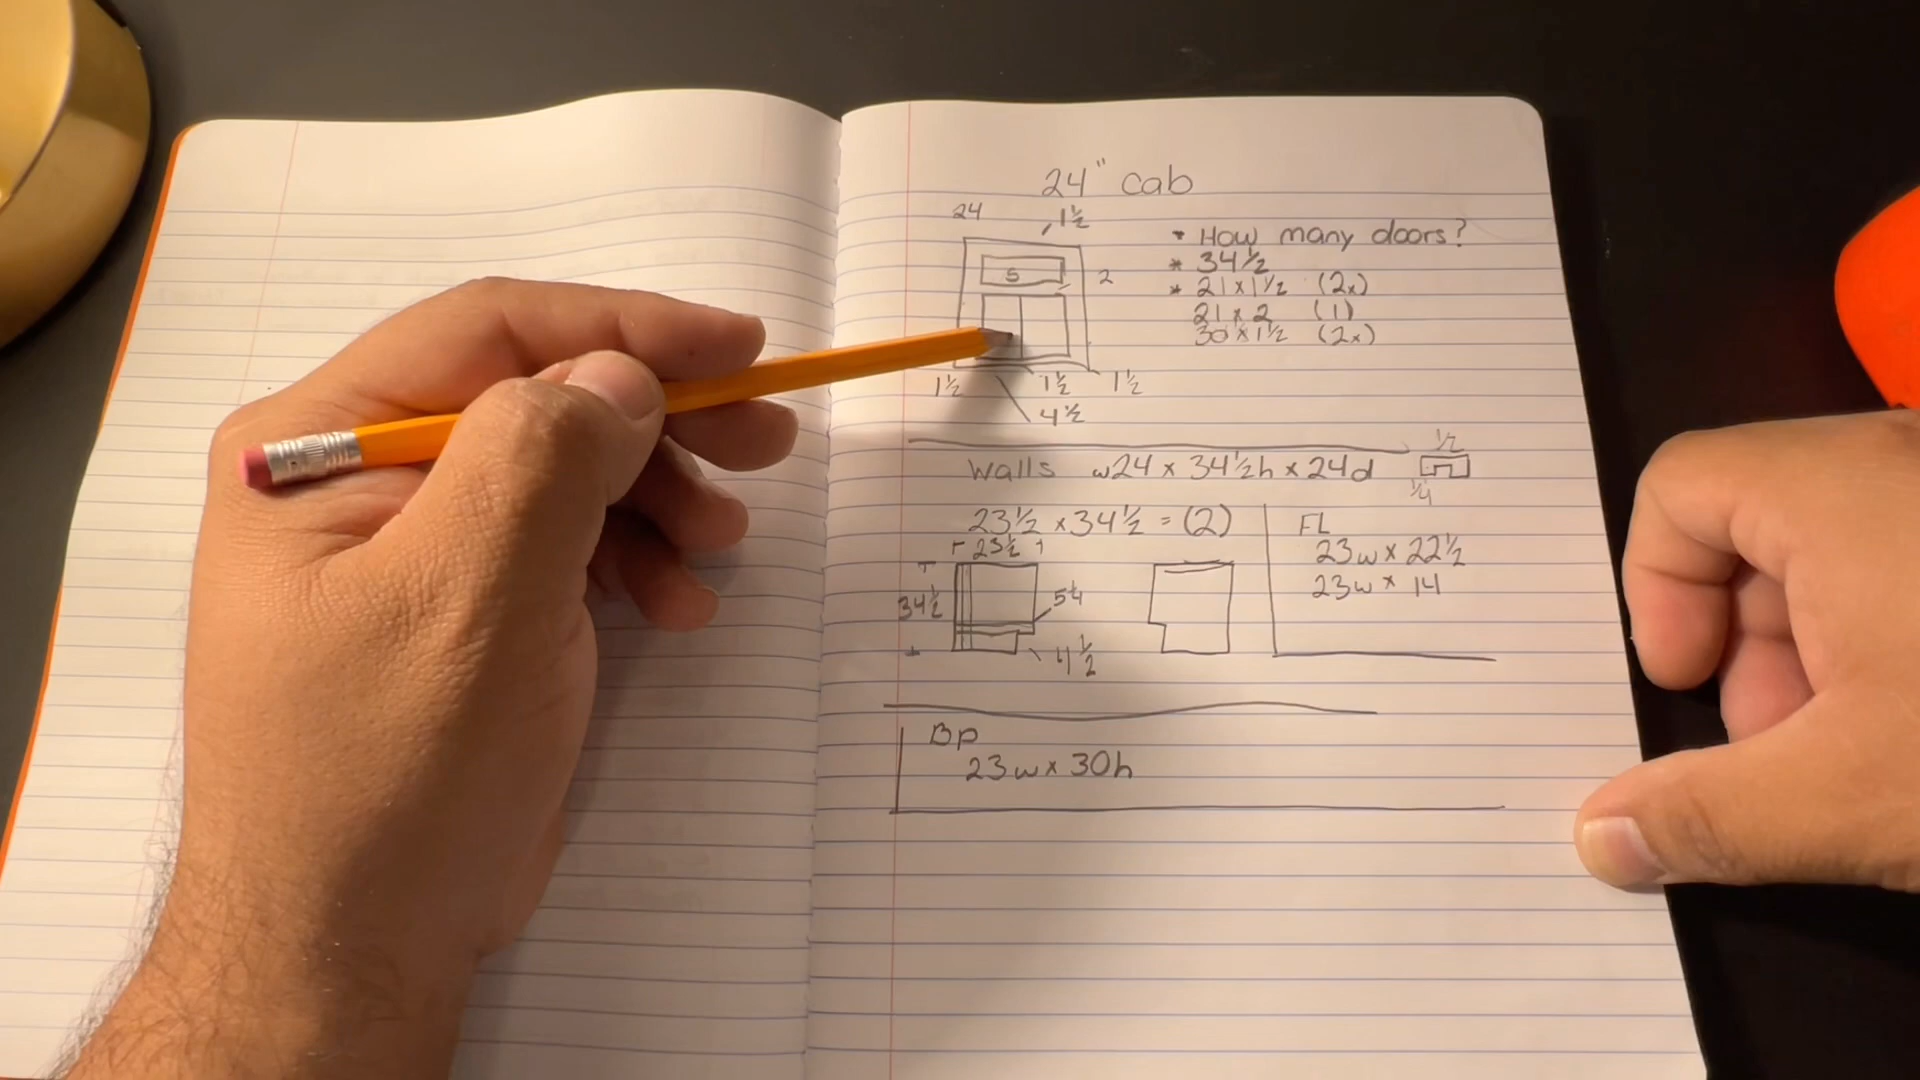 24" cab
24
1½
5
2
1½
1½
1½
4½
• How many doors?
* 34½
* 21 x 1½ (2x)
21 x 2 (1)
30 x 1½ (2x)
Walls w24 x 34½h x 24d
1/2
1/4
23½ x 34½ = (2)
23½
34½
5¼
4½
FL
23w x 22½
23w x 14
Bp
23w x 30h